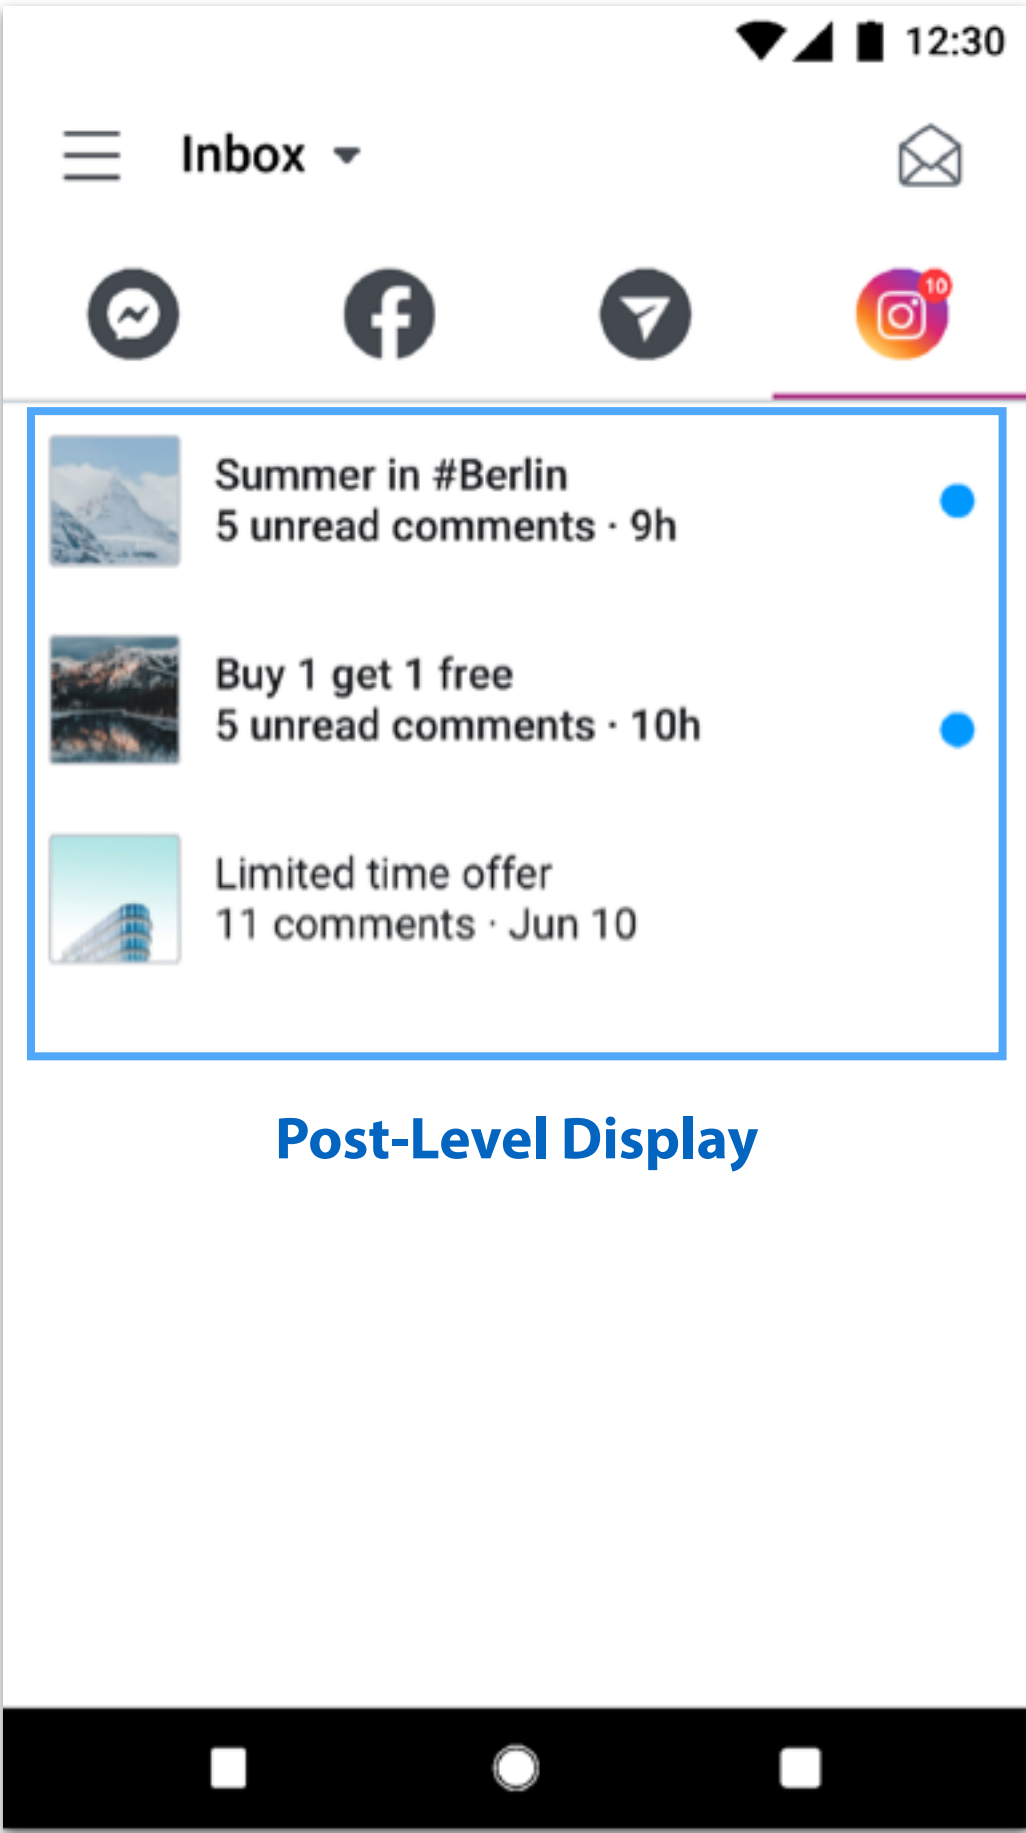 12:30
Inbox
10
Summer in #Berlin
5 unread comments · 9h
Buy 1 get 1 free
5 unread comments · 10h
Limited time offer
11 comments · Jun 10
Post-Level Display